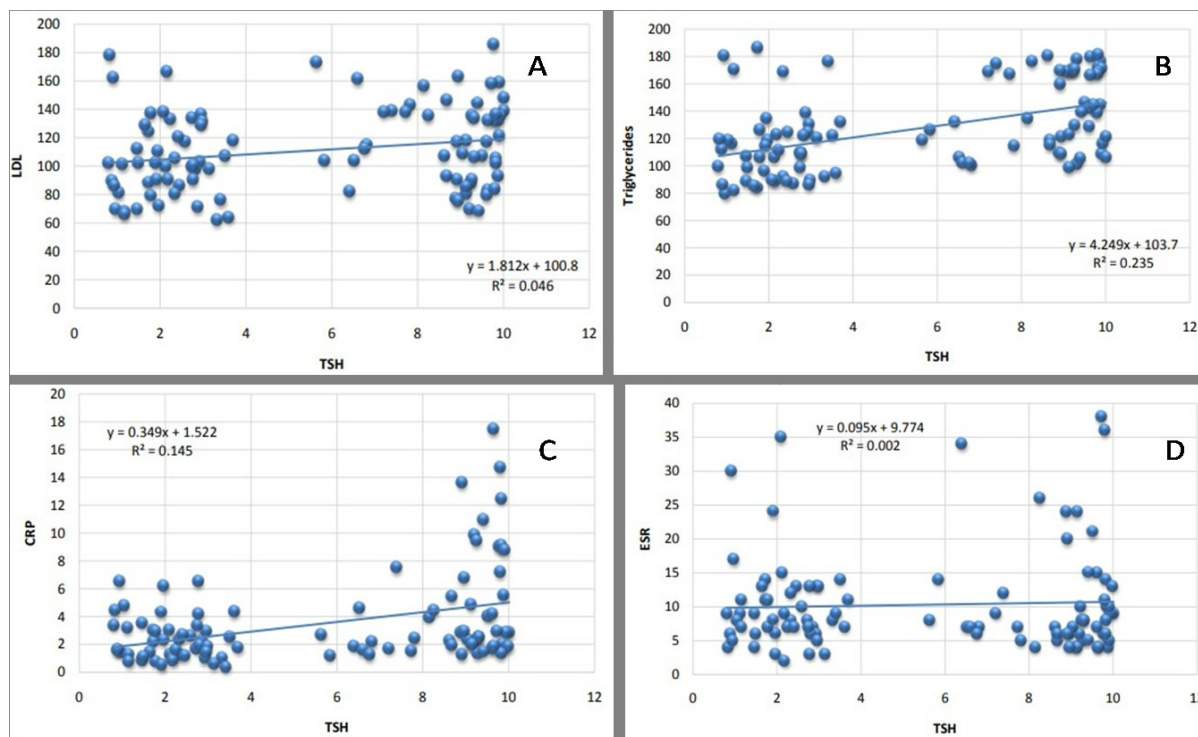 A
LDL
200
180
160
140
120
100
80
60
40
20
0
y = 1.812x + 100.8
R² = 0.046
0 2 4 6 8 10 12
TSH
B
Triglycerides
200
180
160
140
120
100
80
60
40
20
0
y = 4.249x + 103.7
R² = 0.235
0 2 4 6 8 10 12
TSH
C
CRP
20
18
16
14
12
10
8
6
4
2
0
y = 0.349x + 1.522
R² = 0.145
0 2 4 6 8 10 12
TSH
D
ESR
40
35
30
25
20
15
10
5
0
y = 0.095x + 9.774
R² = 0.002
0 2 4 6 8 10 12
TSH